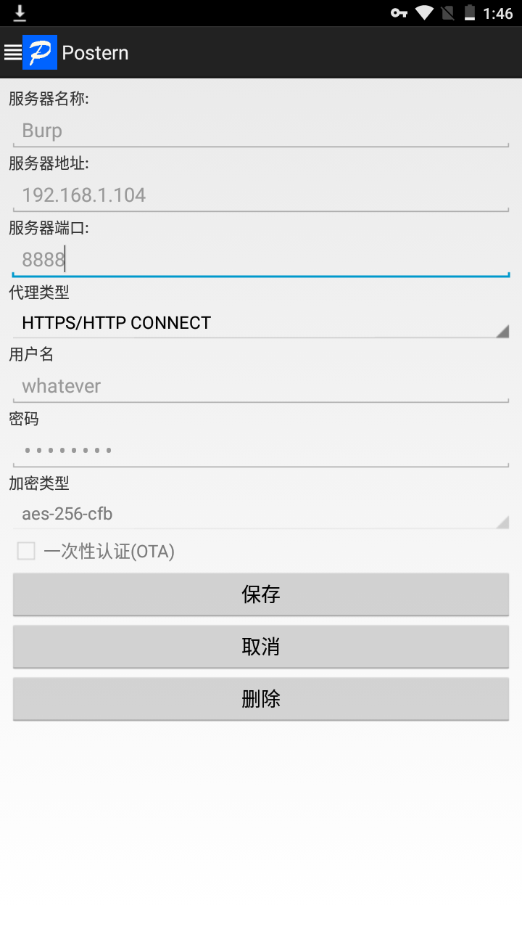 1:46
Postern
服务器名称:
Burp
服务器地址:
192.168.1.104
服务器端口:
8888
代理类型
HTTPS/HTTP CONNECT
用户名
whatever
密码
••••••••
加密类型
aes-256-cfb
一次性认证(OTA)
保存
取消
删除